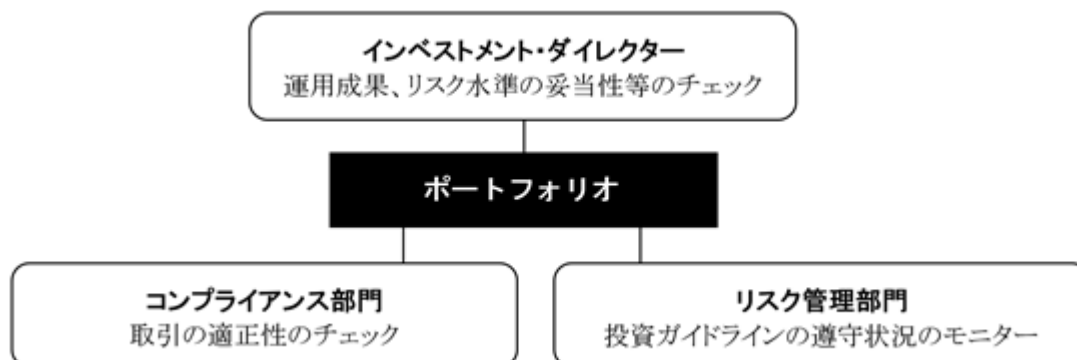 インベストメント・ダイレクター
運用成果、リスク水準の妥当性等のチェック
ポートフォリオ
コンプライアンス部門
取引の適正性のチェック
リスク管理部門
投資ガイドラインの遵守状況のモニター